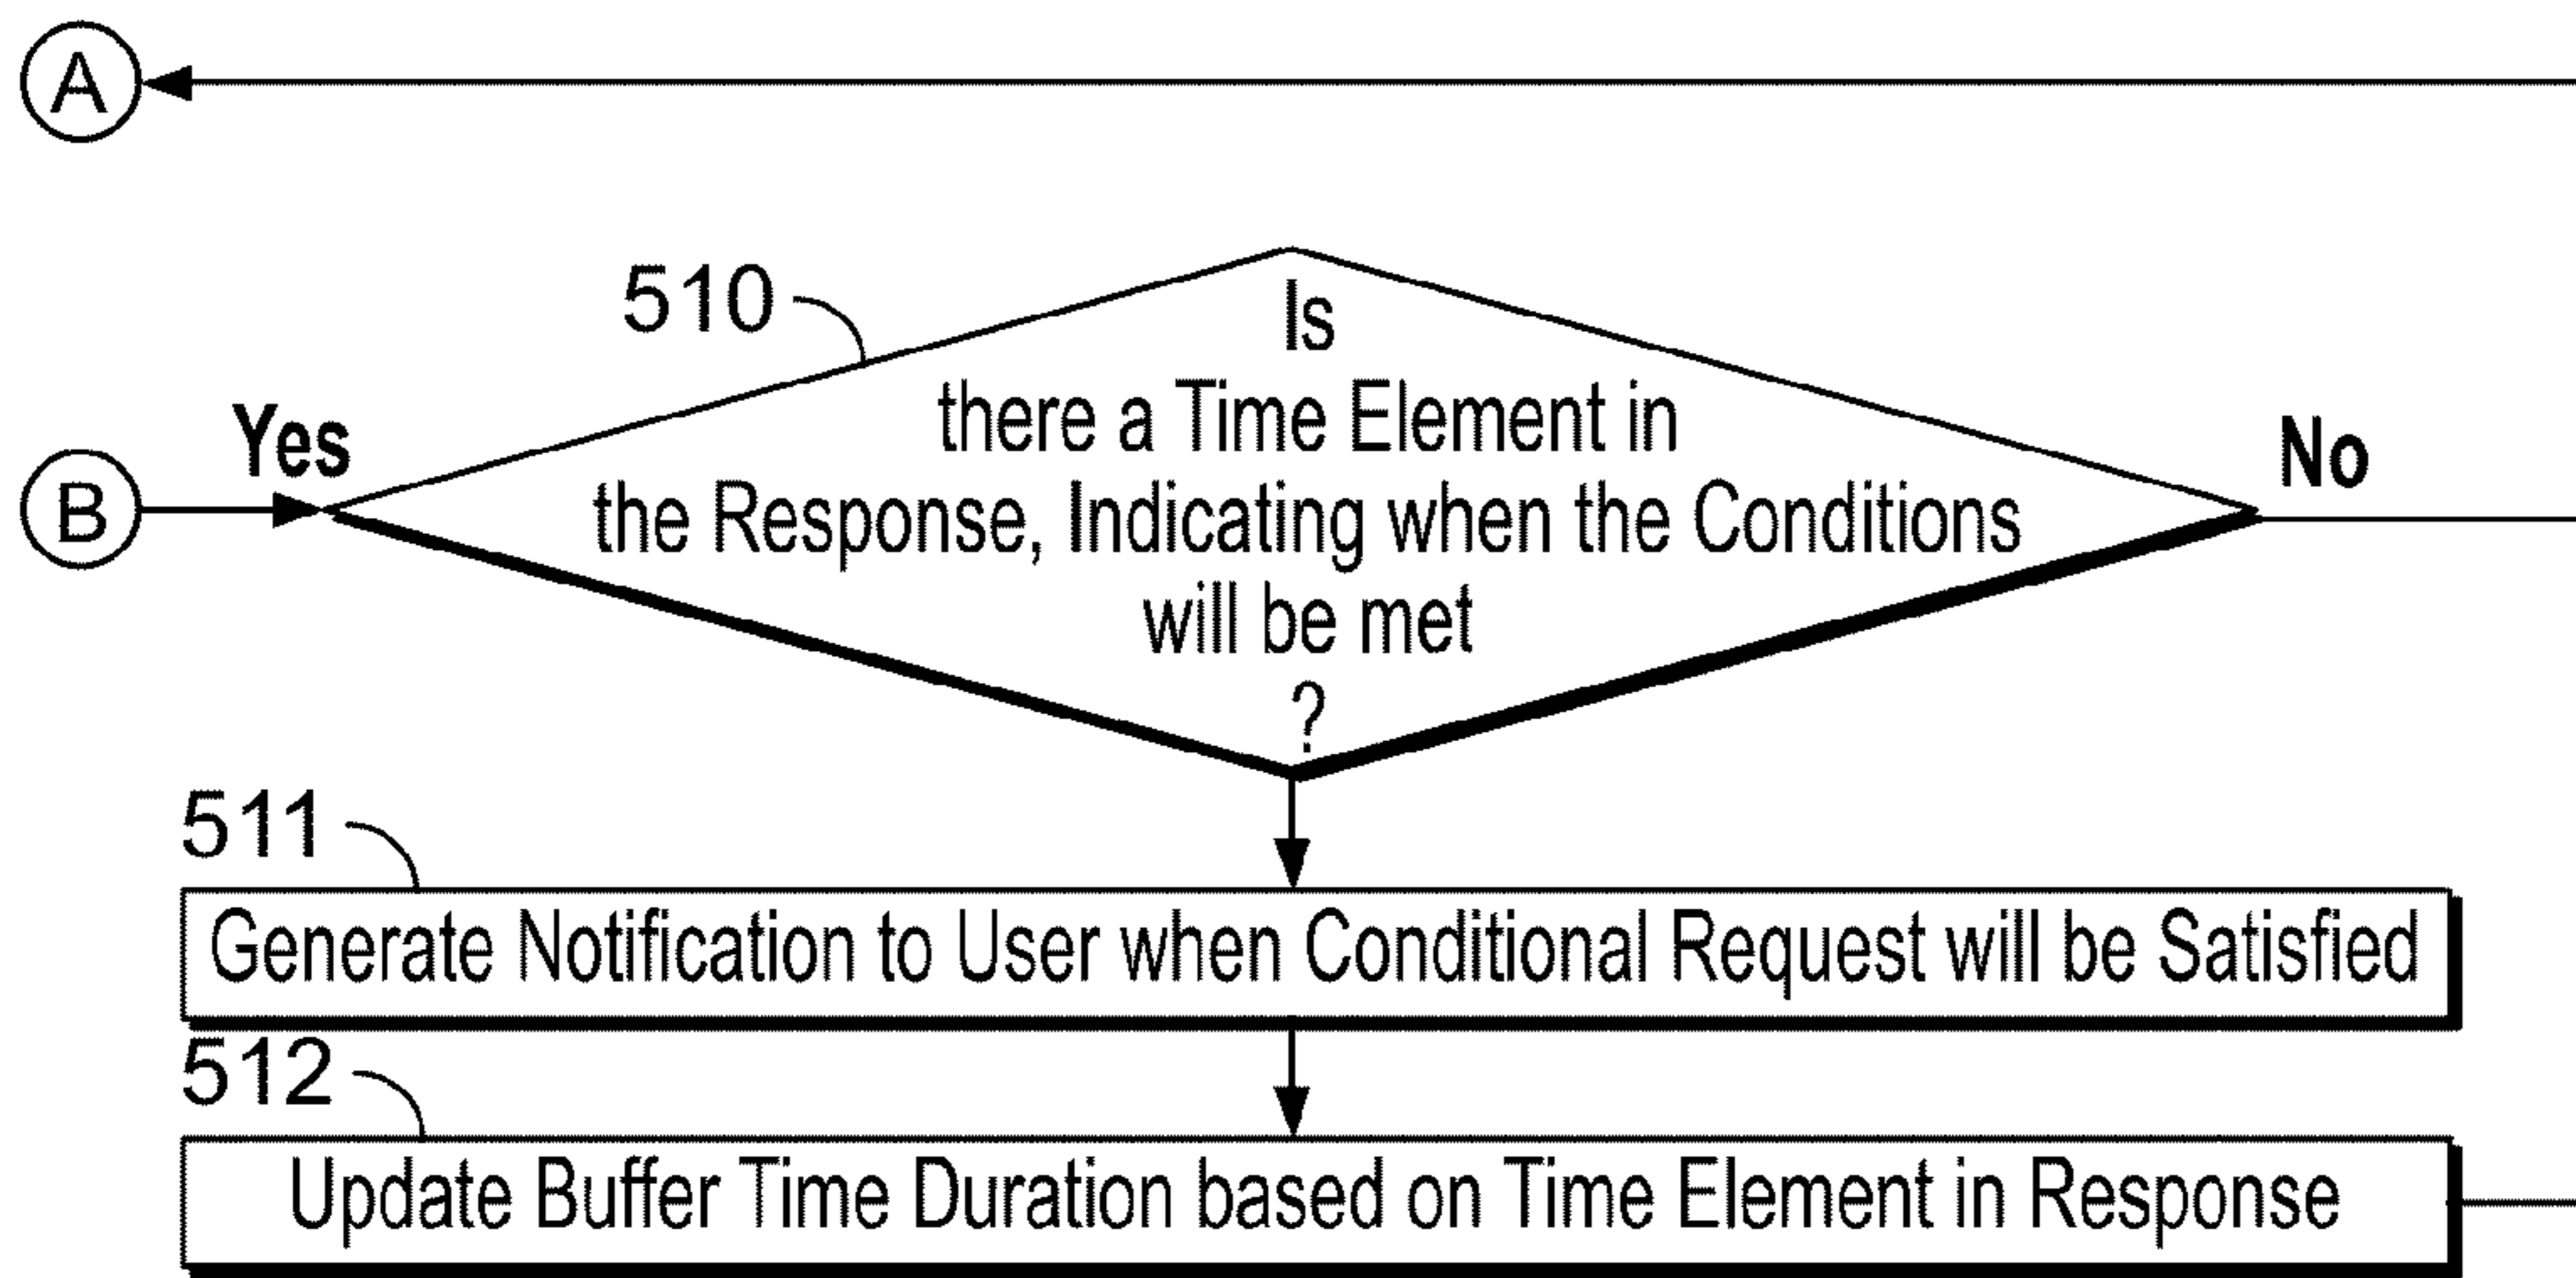 A
510
Is
there a Time Element in
the Response, Indicating when the Conditions
will be met
?
Yes
No
B
511
Generate Notification to User when Conditional Request will be Satisfied
512
Update Buffer Time Duration based on Time Element in Response